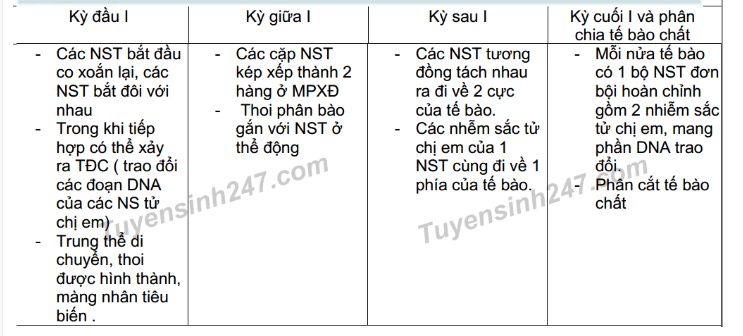 Kỳ đầu I
Kỳ giữa I
Kỳ sau I
Kỳ cuối I và phân
chia tế bào chất
- Các NST bắt đầu
co xoắn lại, các
NST bắt đôi với
nhau
- Trong khi tiếp
hợp có thể xảy
ra TĐC ( trao đổi
các đoạn DNA
của các NS tử
chị em)
- Trung thể di
chuyển, thoi
được hình thành,
màng nhân tiêu
biến .
- Các cặp NST
kép xếp thành 2
hàng ở MPXĐ
- Thoi phân bào
gắn với NST ở
thể động
- Các NST tương
đồng tách nhau
ra đi về 2 cực
của tế bào.
- Các nhễm sắc tử
chị em của 1
NST cùng đi về 1
phía của tế bào.
- Mỗi nửa tế bào
có 1 bộ NST đơn
bội hoàn chỉnh
gồm 2 nhiễm sắc
tử chị em, mang
phần DNA trao
đổi.
- Phân cắt tế bào
chất
Tuyensinh247.com
Tuyensinh247.com